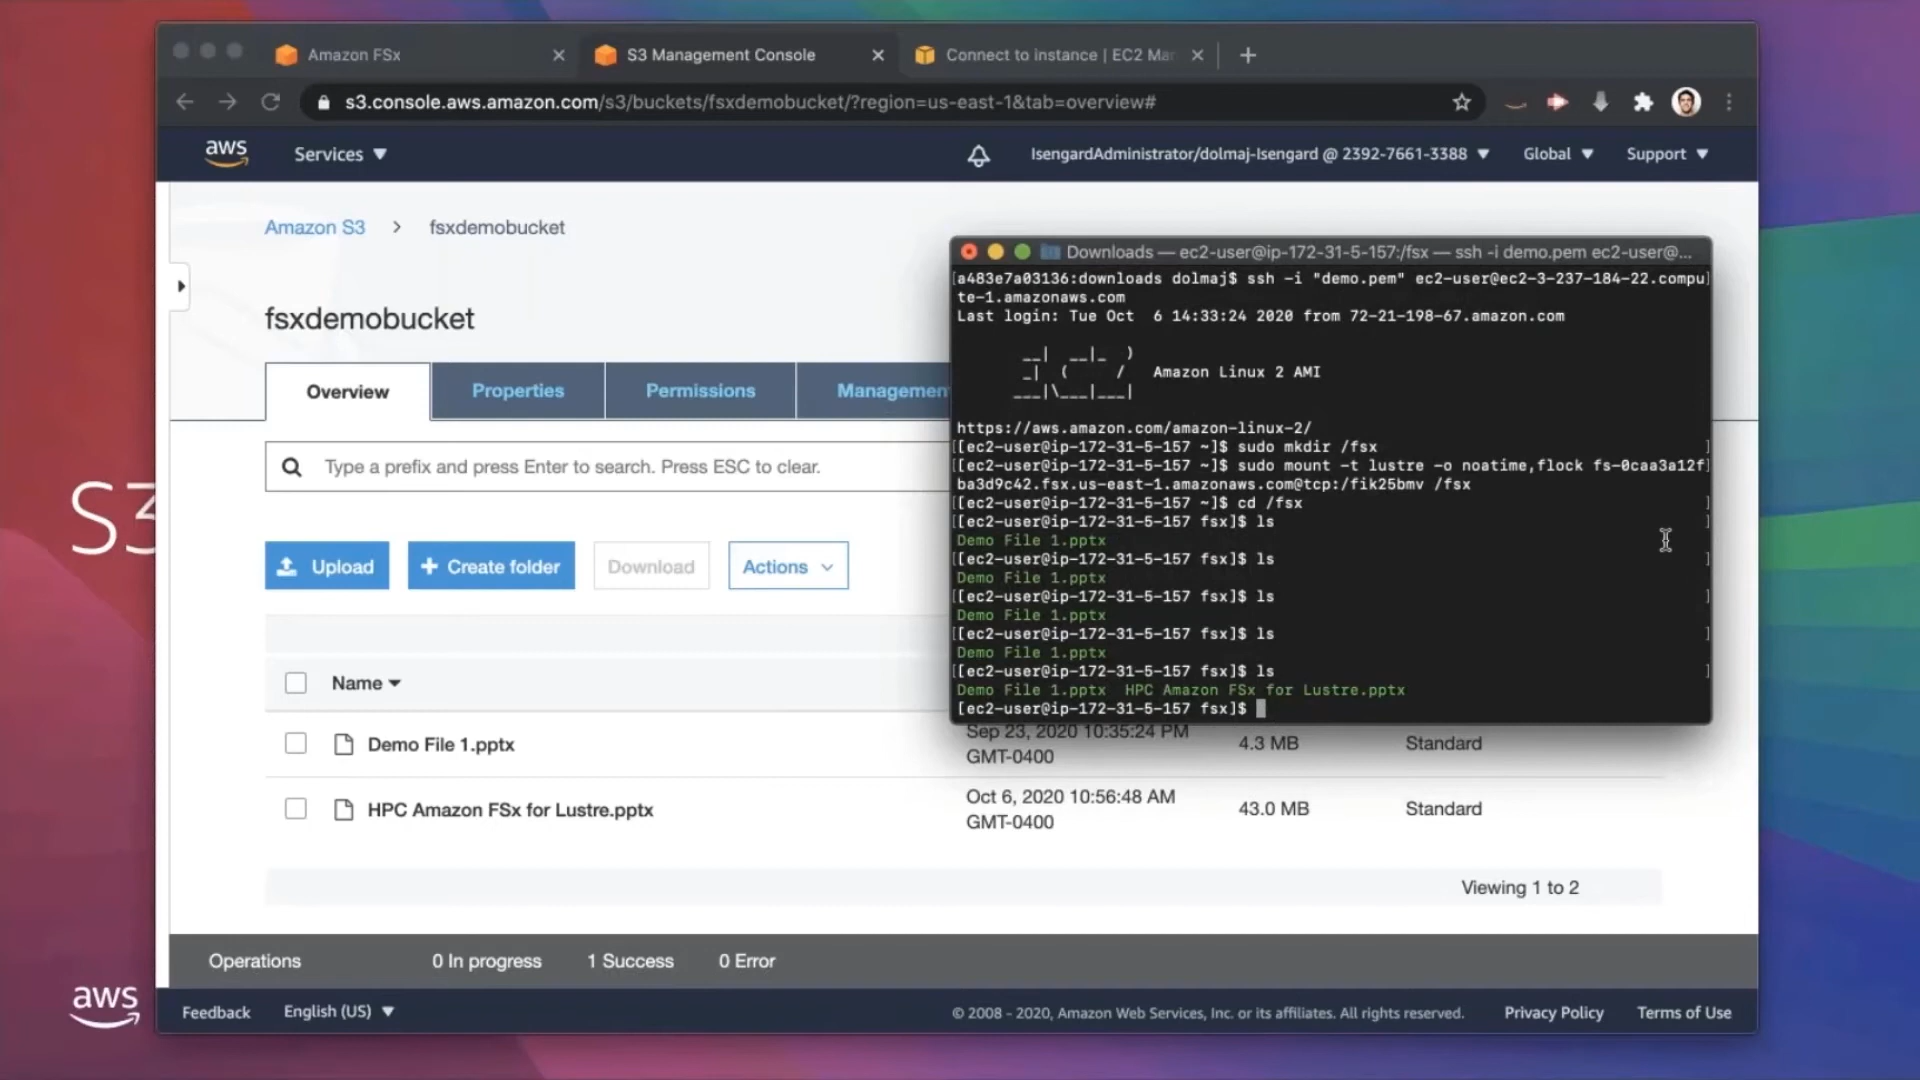 Amazon FSx
S3 Management Console
Connect to instance | EC2 Man
s3.console.aws.amazon.com/s3/buckets/fsxdemobucket/?region=us-east-1&tab=overview#
aws
Services
IsengardAdministrator/dolmaj-Isengard @ 2392-7661-3388
Global
Support
Amazon S3 > fsxdemobucket
fsxdemobucket
Overview
Properties
Permissions
Management
Type a prefix and press Enter to search. Press ESC to clear.
Upload
+ Create folder
Download
Actions
Name
Demo File 1.pptx
Sep 23, 2020 10:35:24 PM
GMT-0400
4.3 MB
Standard
HPC Amazon FSx for Lustre.pptx
Oct 6, 2020 10:56:48 AM
GMT-0400
43.0 MB
Standard
Viewing 1 to 2
Operations
0 In progress
1 Success
0 Error
Feedback
English (US)
© 2008 - 2020, Amazon Web Services, Inc. or its affiliates. All rights reserved.
Privacy Policy
Terms of Use
Downloads — ec2-user@ip-172-31-5-157:/fsx — ssh -i demo.pem ec2-user@...
[a483e7a03136:downloads dolmaj$ ssh -i "demo.pem" ec2-user@ec2-3-237-184-22.compu]
te-1.amazonaws.com
Last login: Tue Oct  6 14:33:24 2020 from 72-21-198-67.amazon.com
__|  __|_  )
_|  (     /   Amazon Linux 2 AMI
___|\___|___|
https://aws.amazon.com/amazon-linux-2/
[[ec2-user@ip-172-31-5-157 ~]$ sudo mkdir /fsx ]
[[ec2-user@ip-172-31-5-157 ~]$ sudo mount -t lustre -o noatime,flock fs-0caa3a12f]
ba3d9c42.fsx.us-east-1.amazonaws.com@tcp:/fik25bmv /fsx
[[ec2-user@ip-172-31-5-157 ~]$ cd /fsx ]
[[ec2-user@ip-172-31-5-157 fsx]$ ls ]
Demo File 1.pptx
[[ec2-user@ip-172-31-5-157 fsx]$ ls ]
Demo File 1.pptx
[[ec2-user@ip-172-31-5-157 fsx]$ ls ]
Demo File 1.pptx
[[ec2-user@ip-172-31-5-157 fsx]$ ls ]
Demo File 1.pptx
[[ec2-user@ip-172-31-5-157 fsx]$ ls ]
Demo File 1.pptx  HPC Amazon FSx for Lustre.pptx
[ec2-user@ip-172-31-5-157 fsx]$
S3
aws